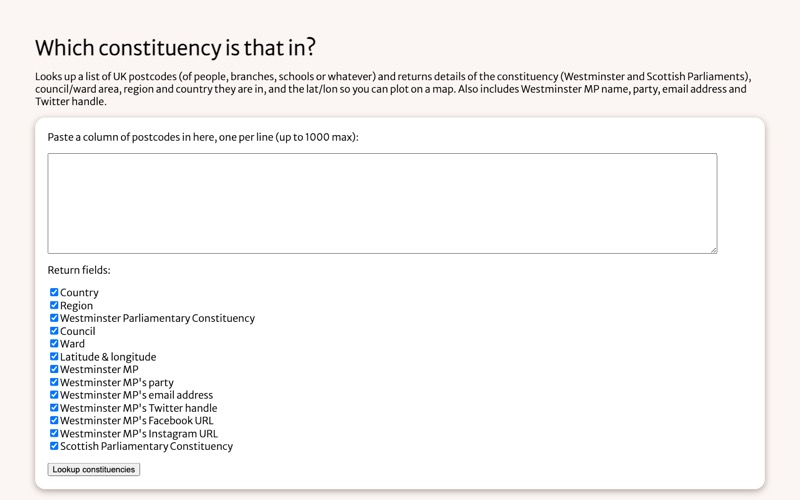 Which constituency is that in?
Looks up a list of UK postcodes (of people, branches, schools or whatever) and returns details of the constituency (Westminster and Scottish Parliaments),
council/ward area, region and country they are in, and the lat/lon so you can plot on a map. Also includes Westminster MP name, party, email address and
Twitter handle.
Paste a column of postcodes in here, one per line (up to 1000 max):
Return fields:
Country
Region
Westminster Parliamentary Constituency
Council
Ward
Latitude & longitude
Westminster MP
Westminster MP's party
Westminster MP's email address
Westminster MP's Twitter handle
Westminster MP's Facebook URL
Westminster MP's Instagram URL
Scottish Parliamentary Constituency
Lookup constituencies